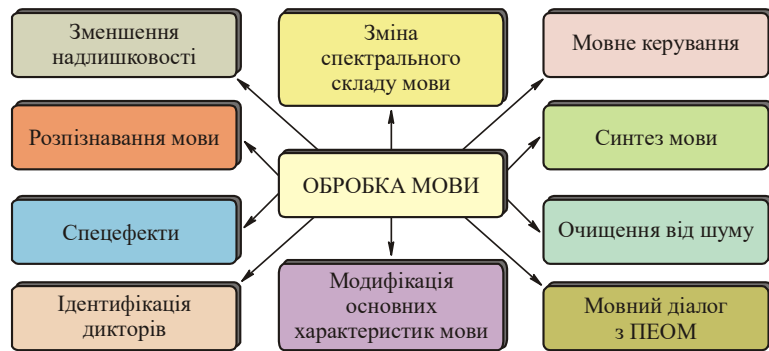 Зменшення
надлишковості
Зміна
спектрального
складу мови
Мовне керування
Розпізнавання мови
Синтез мови
ОБРОБКА МОВИ
Спецефекти
Очищення від шуму
Ідентифікація
дикторів
Модифікація
основних
характеристик мови
Мовний діалог
з ПЕОМ